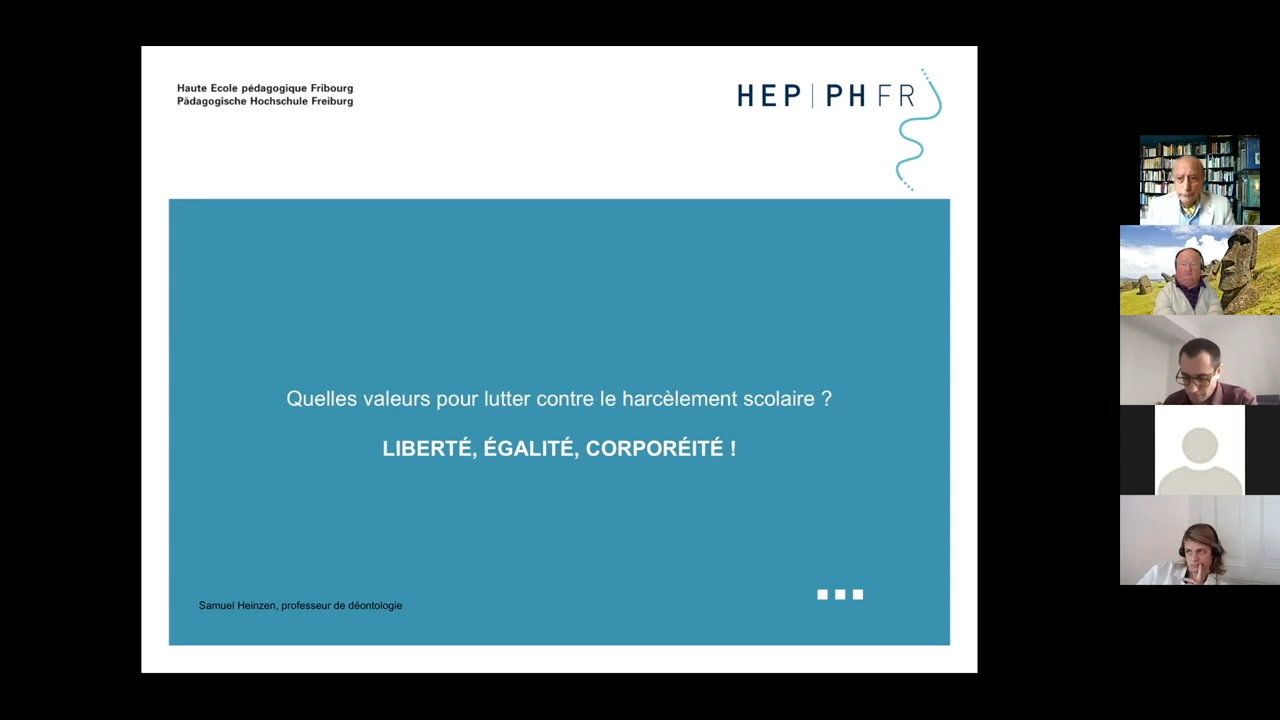 Haute Ecole pédagogique Fribourg
Pädagogische Hochschule Freiburg
HEP | PH FR
Quelles valeurs pour lutter contre le harcèlement scolaire ?
LIBERTÉ, ÉGALITÉ, CORPORÉITÉ !
Samuel Heinzen, professeur de déontologie